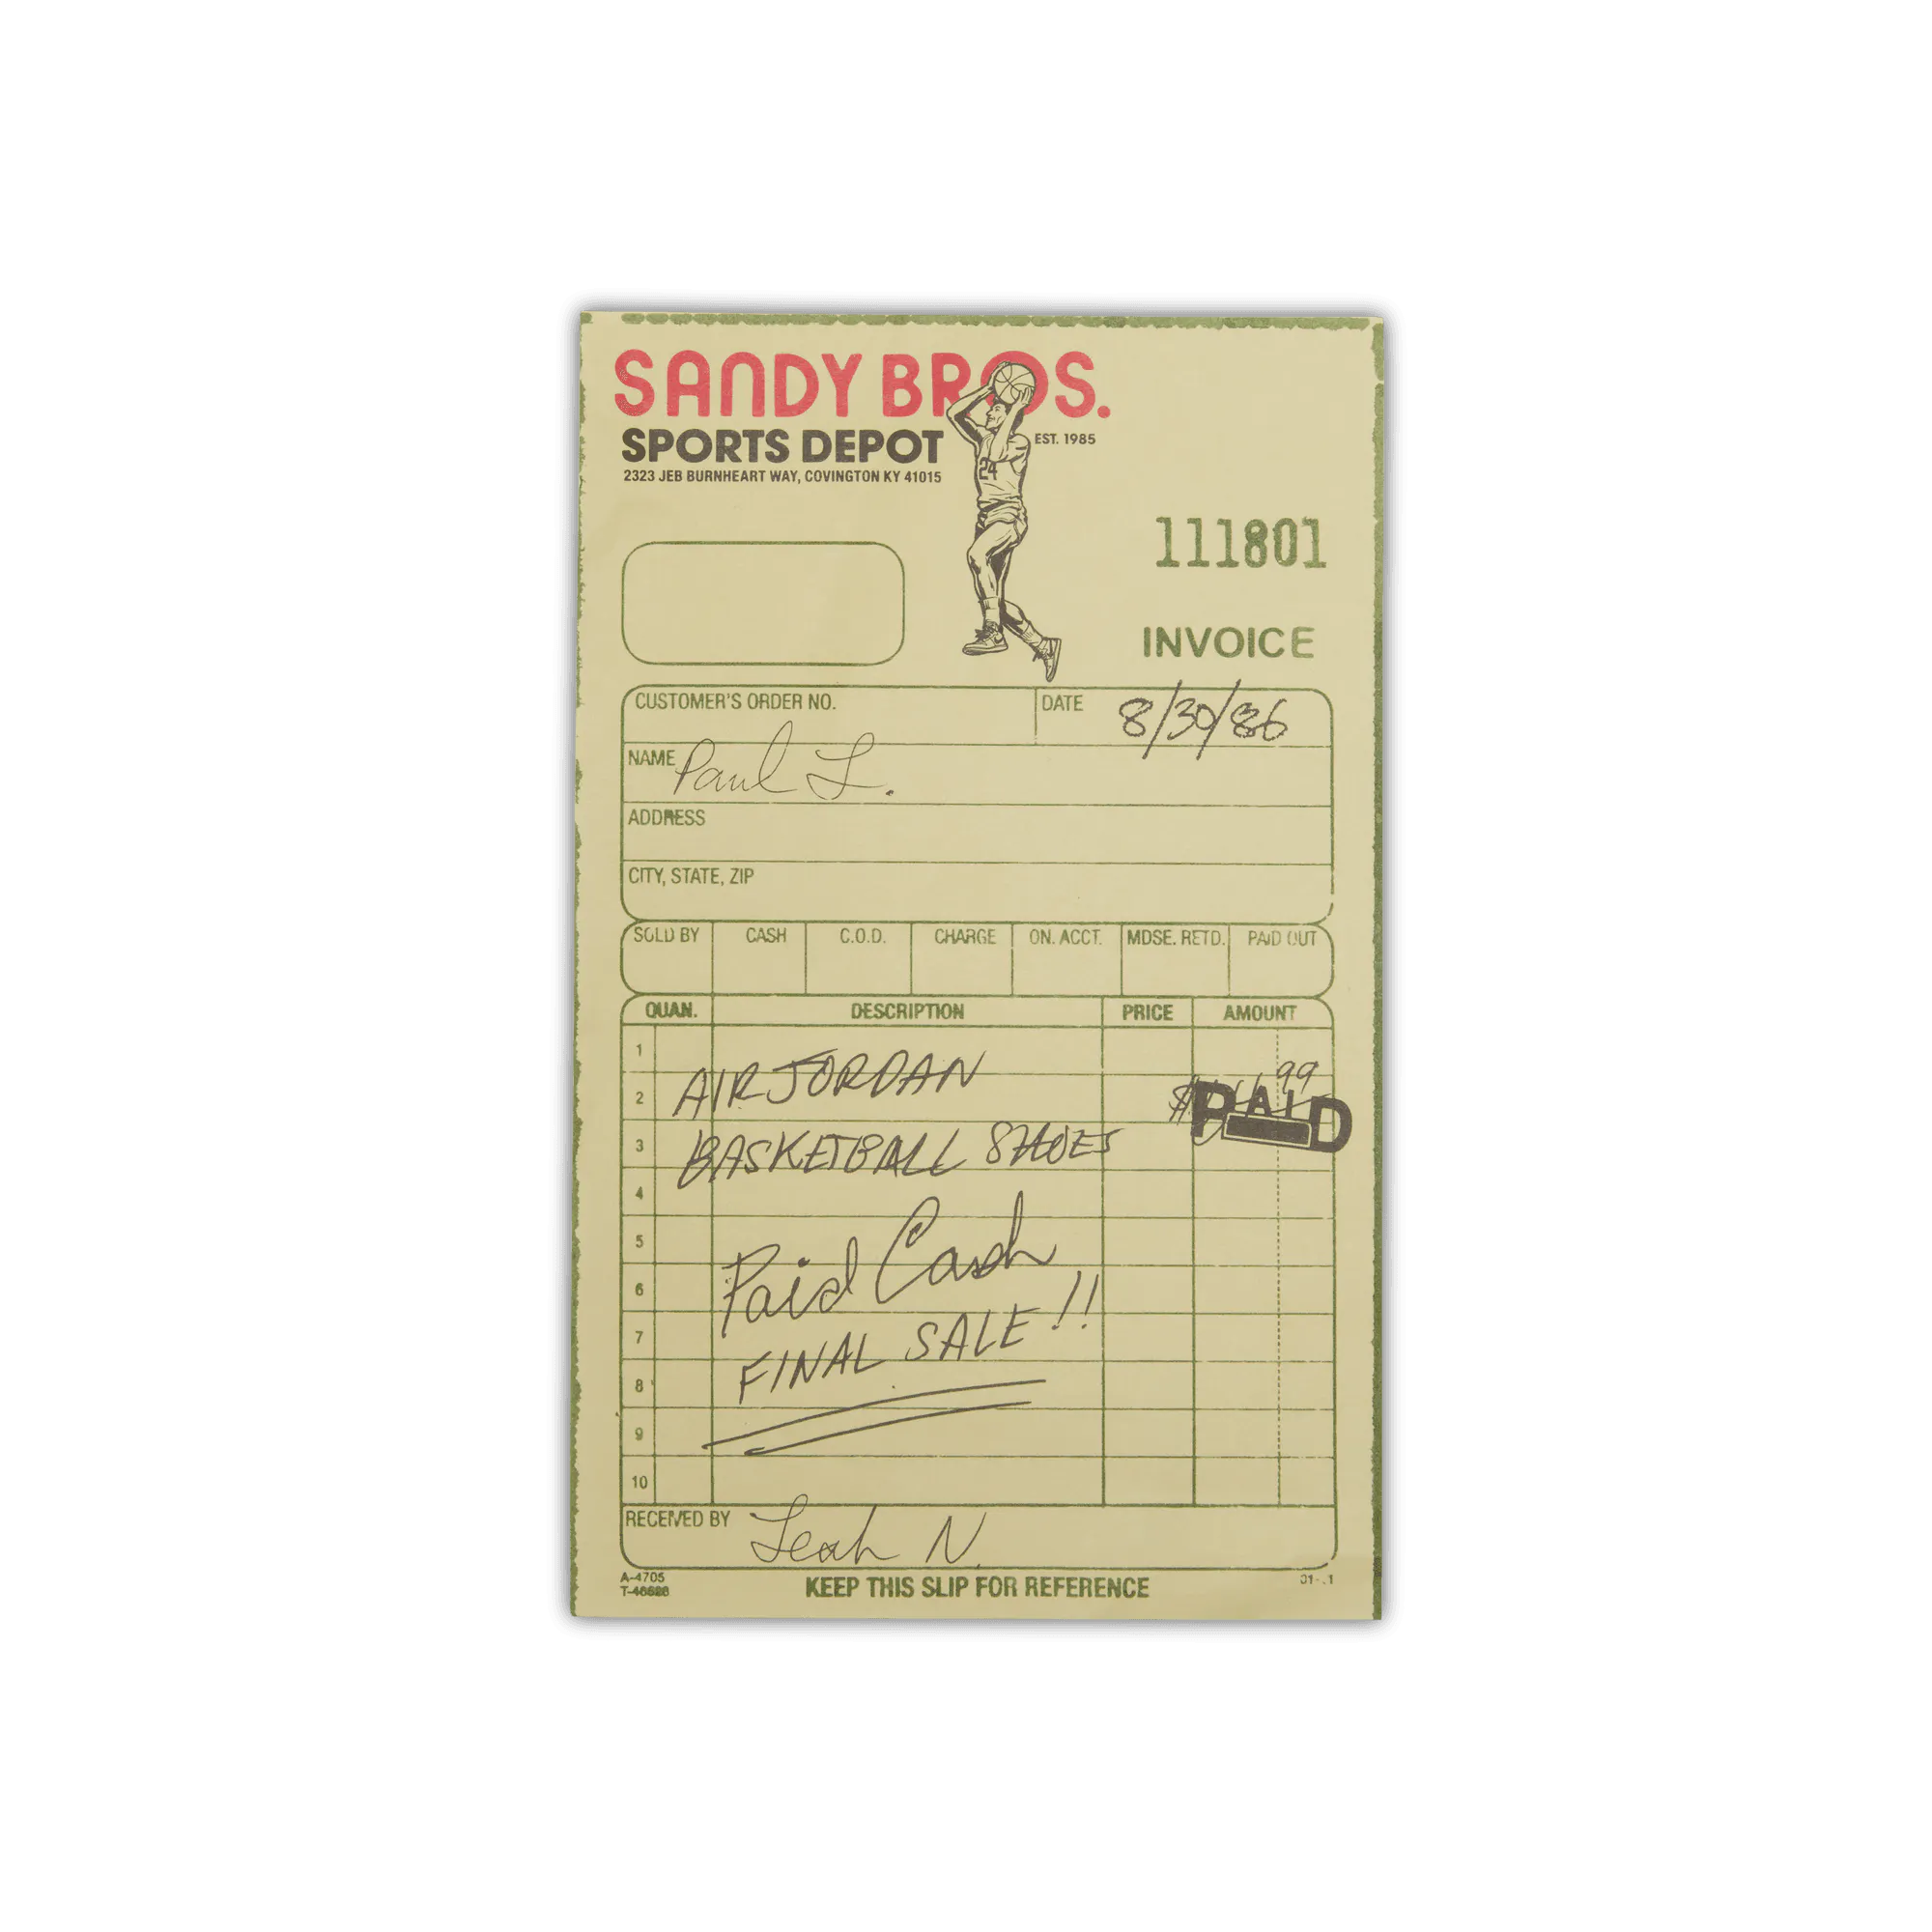 SANDY BROS.
SPORTS DEPOT
EST. 1985
2323 JEB BURNHEART WAY, COVINGTON KY 41015
24
111801
INVOICE
CUSTOMER'S ORDER NO.
DATE 8/30/86
NAME Paul L.
ADDRESS
CITY, STATE, ZIP
SOLD BY CASH C.O.D. CHARGE ON. ACCT. MDSE. RETD. PAID OUT
QUAN. DESCRIPTION PRICE AMOUNT
1
2 AIR JORDAN 99
PAID
3 BASKETBALL SHOES
4
5
6 Paid Cash
7 FINAL SALE!!
8
9
10
RECEIVED BY Leah N.
A-4705
KEEP THIS SLIP FOR REFERENCE